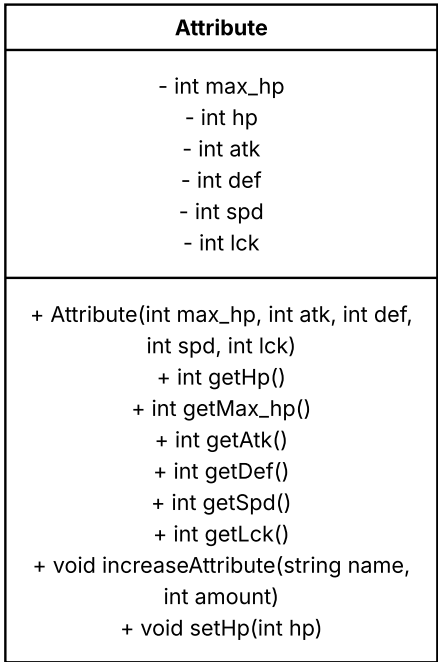 Attribute
- int max_hp
- int hp
- int atk
- int def
- int spd
- int lck
+ Attribute(int max_hp, int atk, int def,
int spd, int lck)
+ int getHp()
+ int getMax_hp()
+ int getAtk()
+ int getDef()
+ int getSpd()
+ int getLck()
+ void increaseAttribute(string name,
int amount)
+ void setHp(int hp)